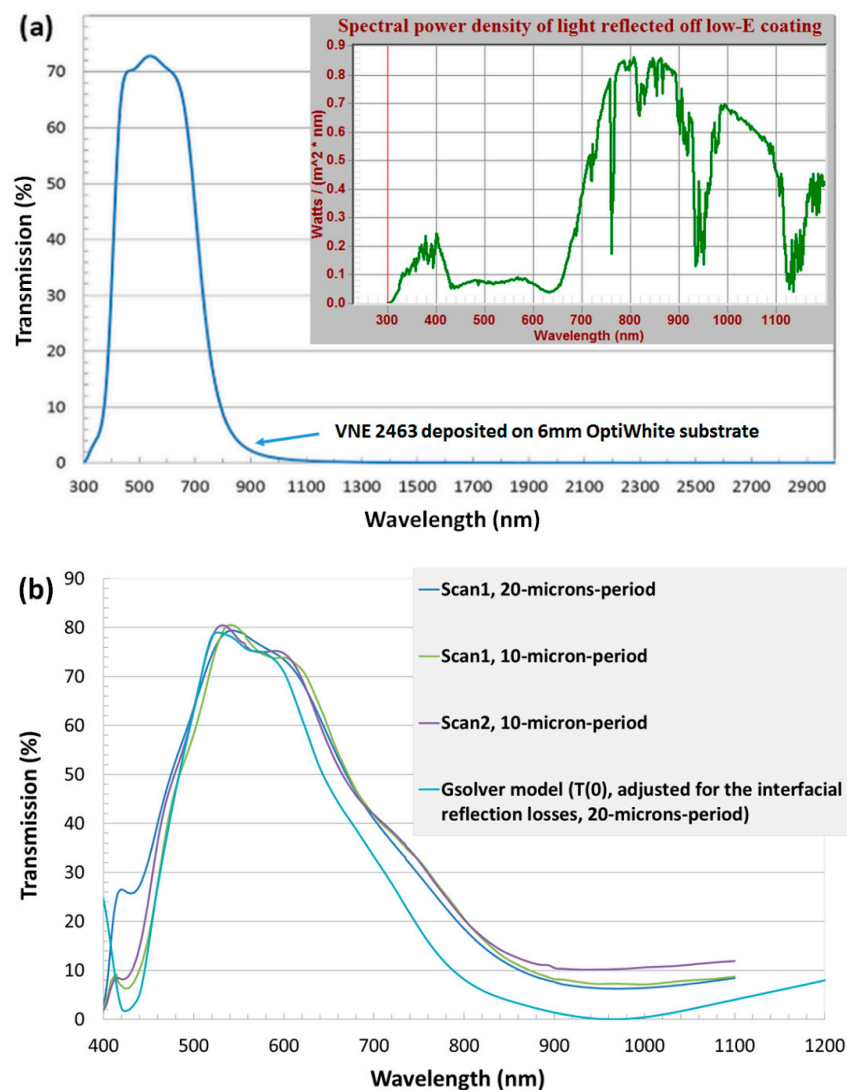 (a)
Spectral power density of light reflected off low-E coating
Watts / (m^2 * nm)
0.9
0.8
0.7
0.6
0.5
0.4
0.3
0.2
0.1
0.0
300 400 500 600 700 800 900 1000 1100
Wavelength (nm)
Transmission (%)
70
60
50
40
30
20
10
0
VNE 2463 deposited on 6mm OptiWhite substrate
300 500 700 900 1100 1300 1500 1700 1900 2100 2300 2500 2700 2900
Wavelength (nm)
(b)
Transmission (%)
90
80
70
60
50
40
30
20
10
0
Scan1, 20-microns-period
Scan1, 10-micron-period
Scan2, 10-micron-period
Gsolver model (T(0), adjusted for the interfacial
reflection losses, 20-microns-period)
400 500 600 700 800 900 1000 1100 1200
Wavelength (nm)